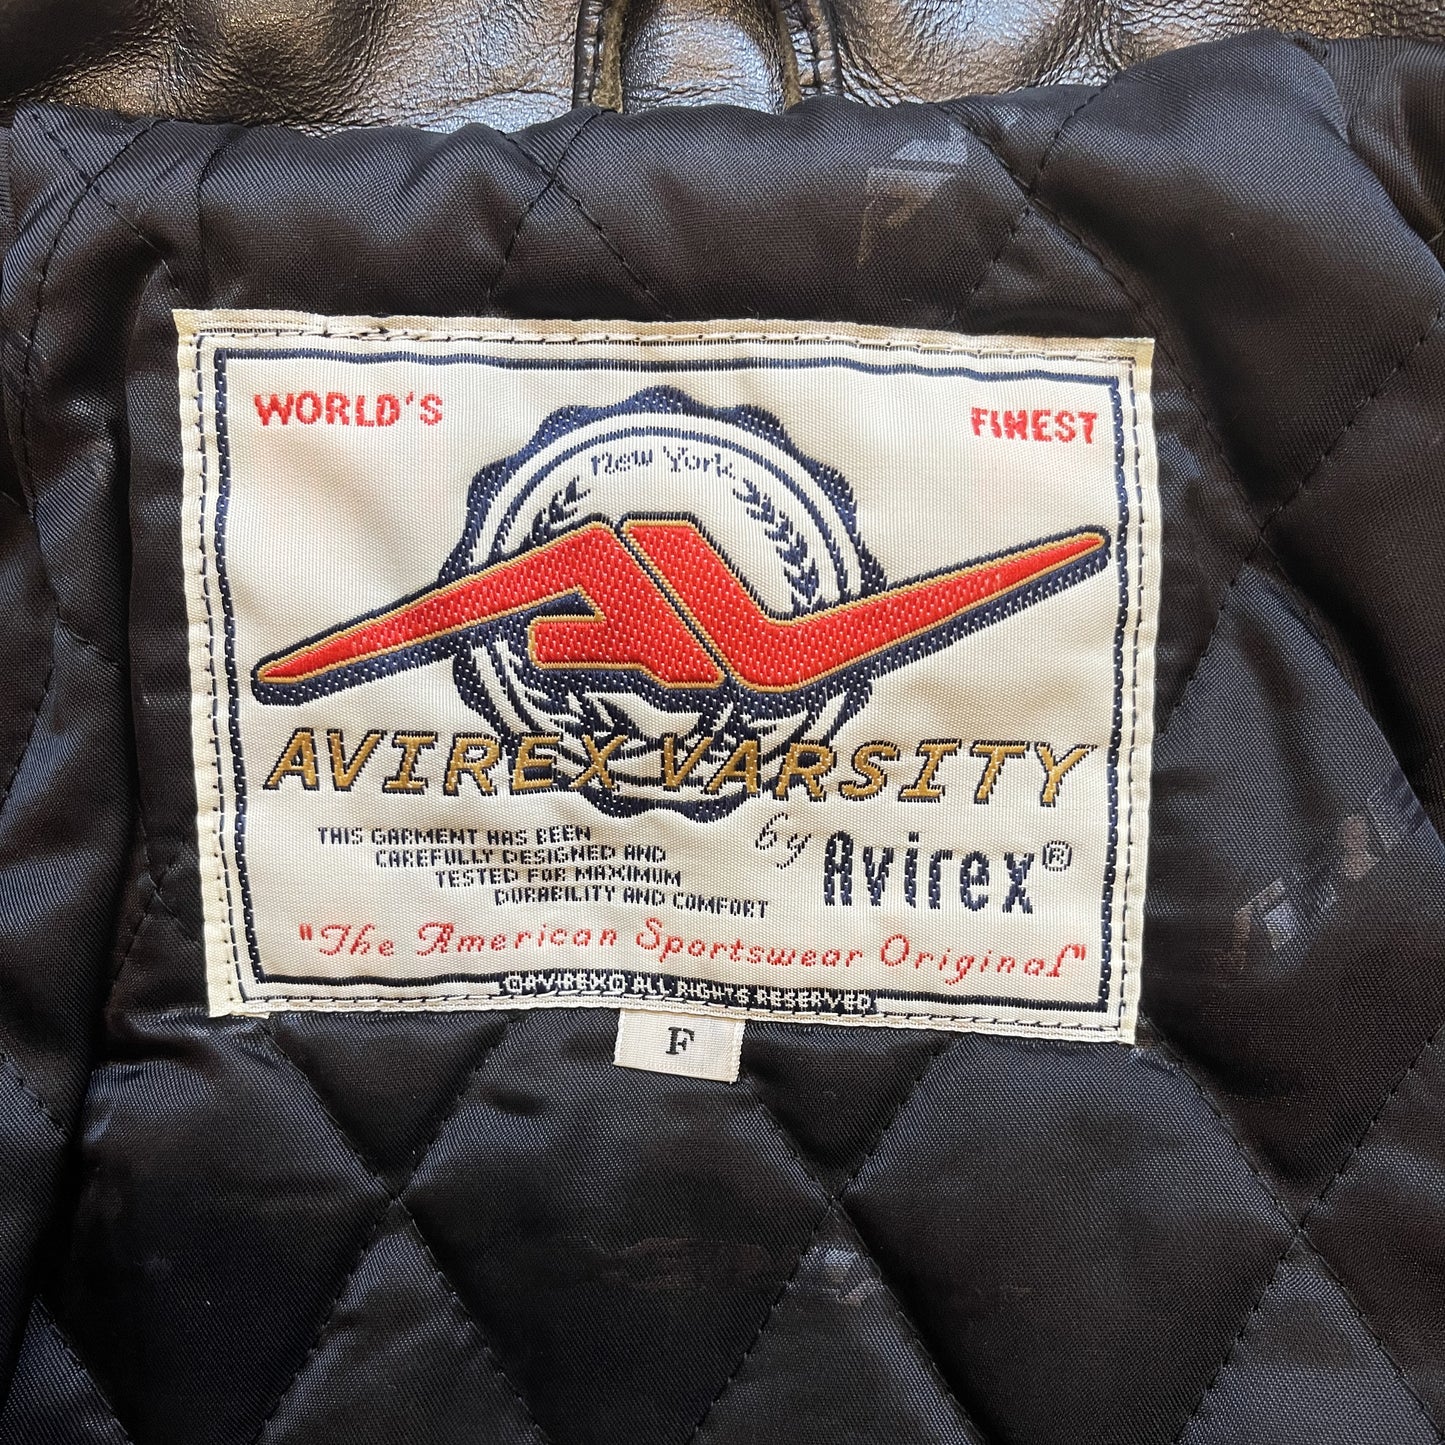 WORLD'S FINEST
New York
AVIREX VARSITY
by Avirex®
THIS GARMENT HAS BEEN
CAREFULLY DESIGNED AND
TESTED FOR MAXIMUM
DURABILITY AND COMFORT
"The American Sportswear Original"
©AVIREX© ALL RIGHTS RESERVED
F